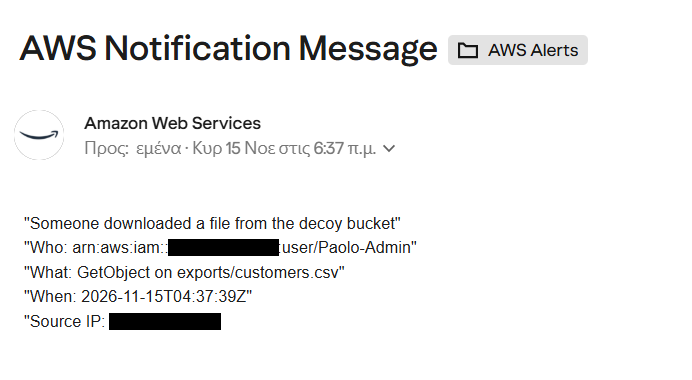 AWS Notification Message
AWS Alerts
Amazon Web Services
Προς: εμένα · Κυρ 15 Νοε στις 6:37 π.μ.
"Someone downloaded a file from the decoy bucket"
"Who: arn:aws:iam:: :user/Paolo-Admin"
"What: GetObject on exports/customers.csv"
"When: 2026-11-15T04:37:39Z"
"Source IP: